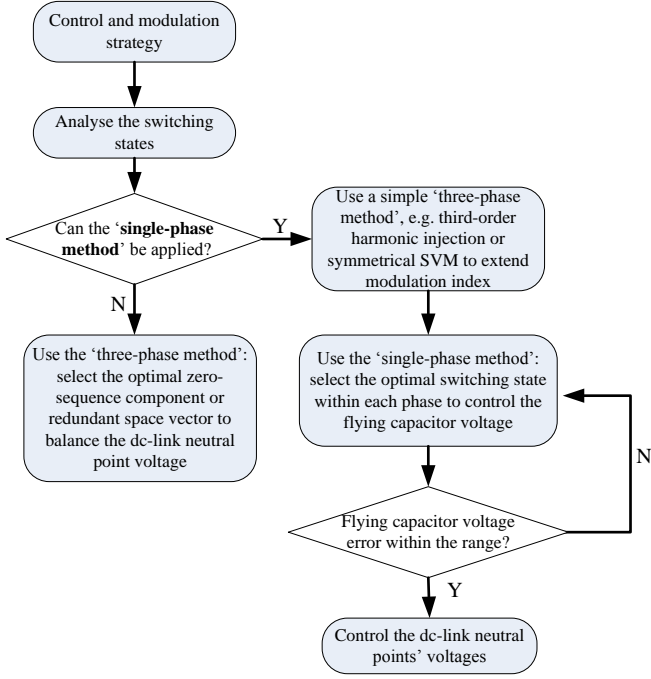 Control and modulation
strategy
Analyse the switching
states
Can the ‘single-phase
method’ be applied?
Y
N
Use a simple ‘three-phase
method’, e.g. third-order
harmonic injection or
symmetrical SVM to extend
modulation index
Use the ‘three-phase method’:
select the optimal zero-
sequence component or
redundant space vector to
balance the dc-link neutral
point voltage
Use the ‘single-phase method’:
select the optimal switching state
within each phase to control the
flying capacitor voltage
N
Flying capacitor voltage
error within the range?
Y
Control the dc-link neutral
points’ voltages